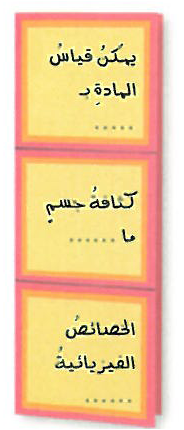 يمكنُ قياسُ
المادةِ بـ
.....
كثافةُ جسمٍ
ما ......
الخصائصُ
الفيزيائيةُ
......